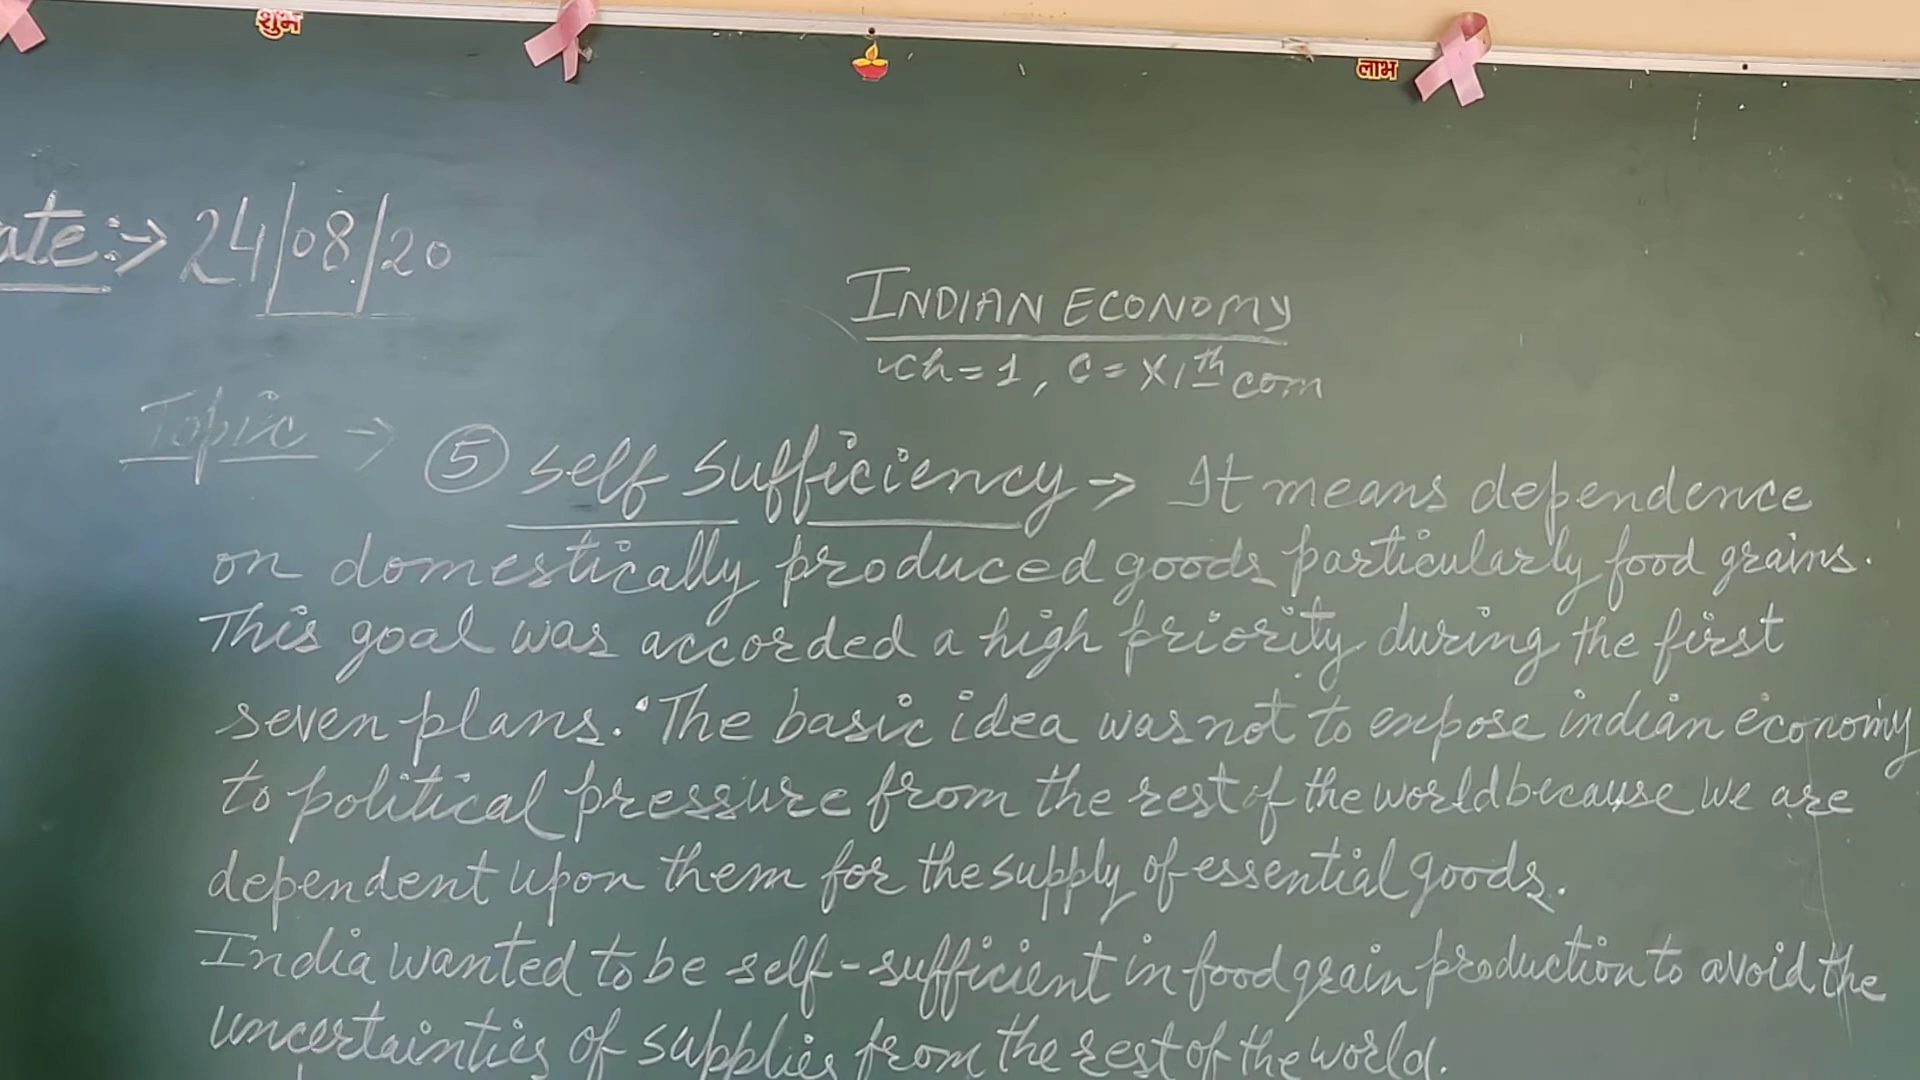 शुभ
लाभ
ate:-> 24/08/20
INDIAN ECONOMY
Ch=1, C=XIth com
Topic → ⑤ Self Sufficiency → It means dependence
on domestically produced goods particularly food grains.
This goal was accorded a high priority during the first
seven plans. The basic idea was not to expose indian economy
to political pressure from the rest of the world because we are
dependent upon them for the supply of essential goods.
India wanted to be self-sufficient in food grain production to avoid the
uncertainties of supplies from the rest of the world.